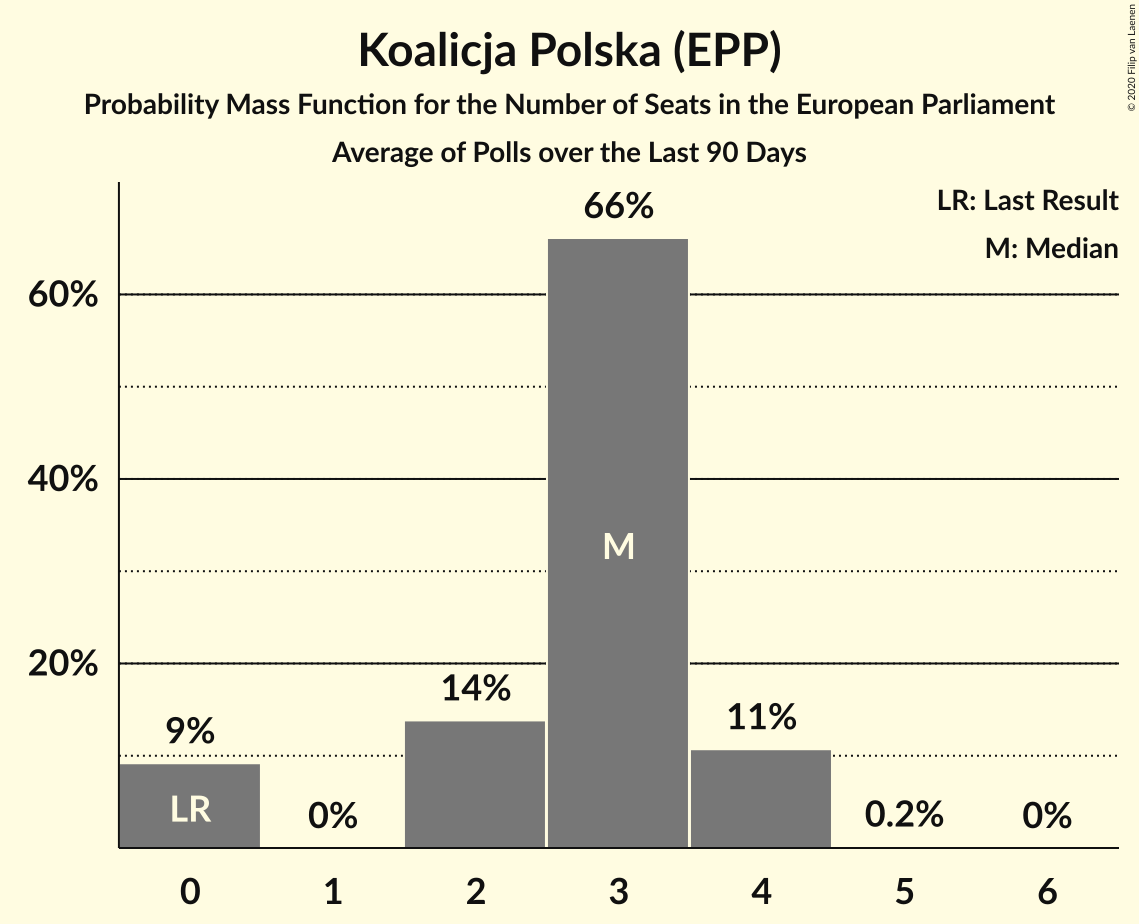 Koalicja Polska (EPP)
Probability Mass Function for the Number of Seats in the European Parliament
Average of Polls over the Last 90 Days
© 2020 Filip van Laenen
LR: Last Result
M: Median
66%
60%
40%
M
20%
14%
11%
9%
LR
0%
0.2%
0%
0 1 2 3 4 5 6